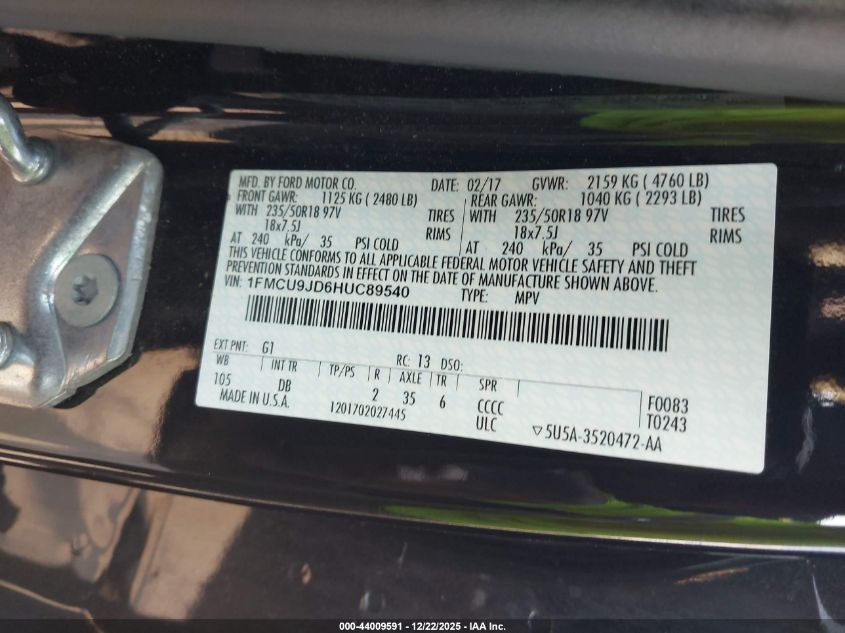 MFD. BY FORD MOTOR CO. DATE: 02/17 GVWR: 2159 KG ( 4760 LB)
FRONT GAWR: 1125 KG ( 2480 LB) REAR GAWR: 1040 KG ( 2293 LB)
WITH 235/50R18 97V TIRES WITH 235/50R18 97V TIRES
18x7.5J RIMS 18x7.5J RIMS
AT 240 kPa/ 35 PSI COLD AT 240 kPa/ 35 PSI COLD
THIS VEHICLE CONFORMS TO ALL APPLICABLE FEDERAL MOTOR VEHICLE SAFETY AND THEFT
PREVENTION STANDARDS IN EFFECT ON THE DATE OF MANUFACTURE SHOWN ABOVE.
VIN: 1FMCU9JD6HUC89540 TYPE: MPV
EXT PNT: G1 RC: 13 DSO:
WB INT TR TP/PS R AXLE TR SPR
105 DB 2 35 6 CCCC F0083
MADE IN U.S.A. 1201702027445 ULC T0243
▽5U5A-3520472-AA
000-44009591 - 12/22/2025 - IAA Inc.